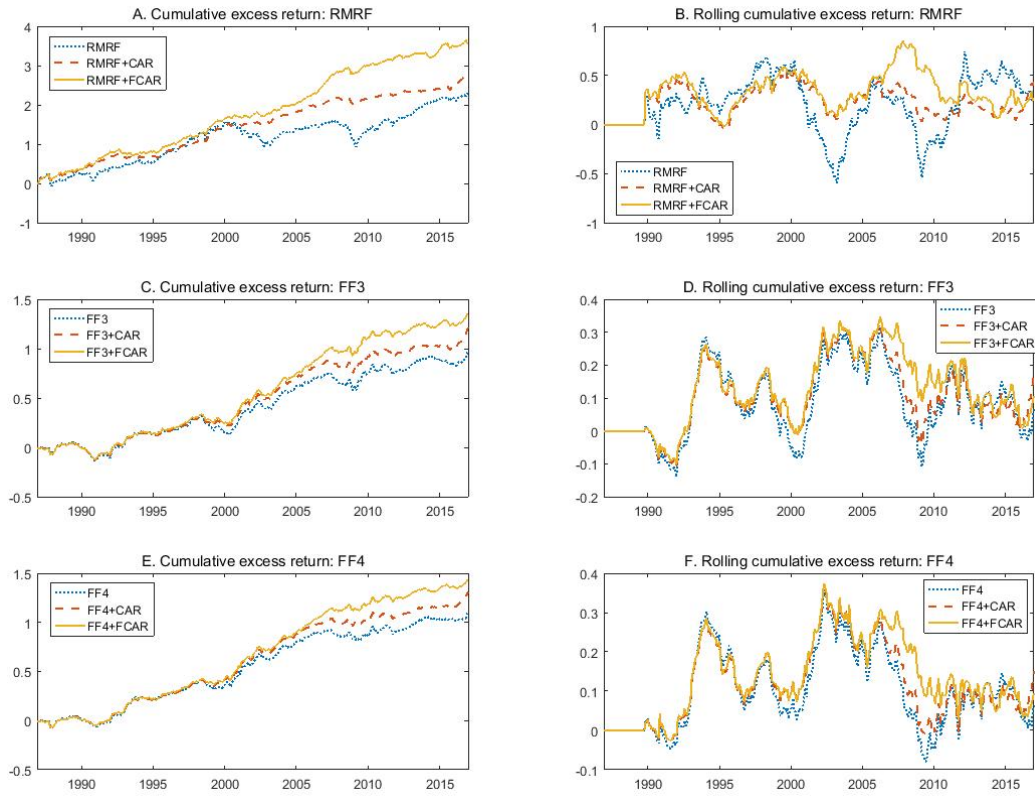 A. Cumulative excess return: RMRF
4
3
2
1
0
-1
RMRF
RMRF+CAR
RMRF+FCAR
1990 1995 2000 2005 2010 2015
B. Rolling cumulative excess return: RMRF
1
0.5
0
-0.5
-1
RMRF
RMRF+CAR
RMRF+FCAR
1990 1995 2000 2005 2010 2015
C. Cumulative excess return: FF3
1.5
1
0.5
0
-0.5
FF3
FF3+CAR
FF3+FCAR
1990 1995 2000 2005 2010 2015
D. Rolling cumulative excess return: FF3
0.4
0.3
0.2
0.1
0
-0.1
-0.2
FF3
FF3+CAR
FF3+FCAR
1990 1995 2000 2005 2010 2015
E. Cumulative excess return: FF4
1.5
1
0.5
0
-0.5
FF4
FF4+CAR
FF4+FCAR
1990 1995 2000 2005 2010 2015
F. Rolling cumulative excess return: FF4
0.4
0.3
0.2
0.1
0
-0.1
FF4
FF4+CAR
FF4+FCAR
1990 1995 2000 2005 2010 2015